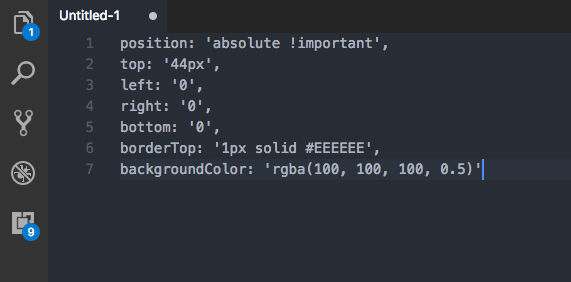 Untitled-1
1 position: 'absolute !important',
2 top: '44px',
3 left: '0',
4 right: '0',
5 bottom: '0',
6 borderTop: '1px solid #EEEEEE',
7 backgroundColor: 'rgba(100, 100, 100, 0.5)'
1
9